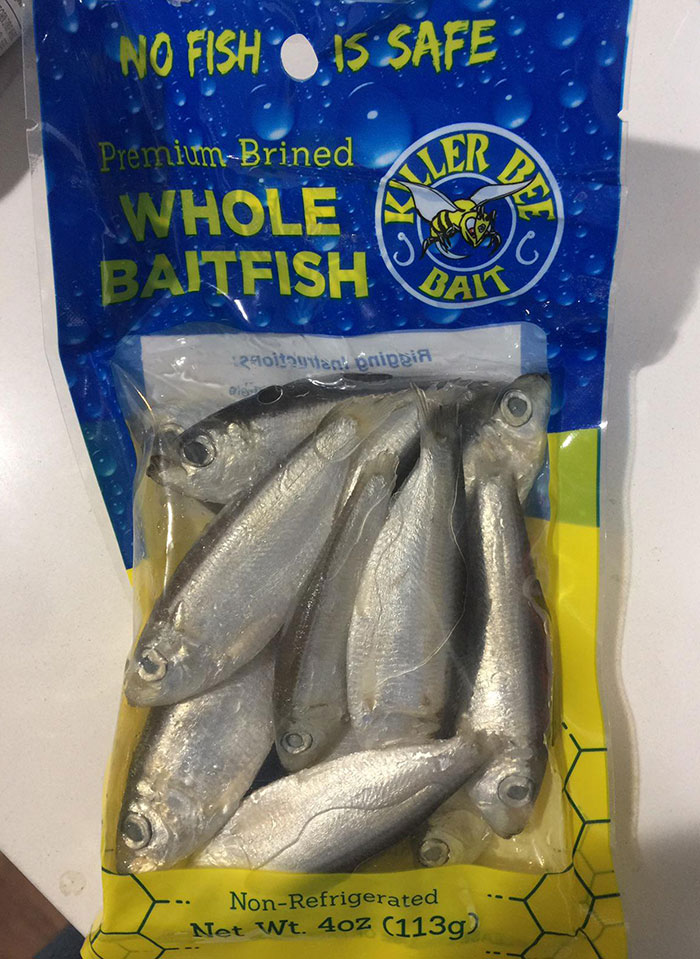 NO FISH IS SAFE
Premium Brined
WHOLE
BAITFISH
KILLER BEE
BAIT
Rigging Instructions:
Non-Refrigerated
Net Wt. 4oz (113g)